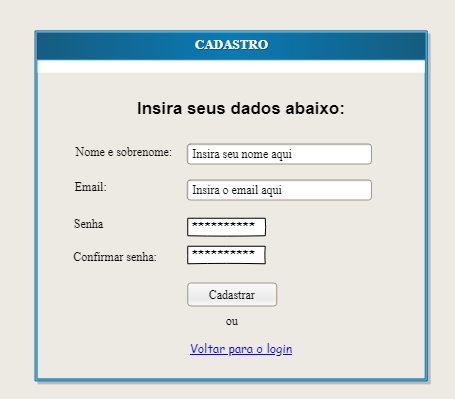 CADASTRO
Insira seus dados abaixo:
Nome e sobrenome: Insira seu nome aqui
Email: Insira o email aqui
Senha **********
Confirmar senha: **********
Cadastrar
ou
Voltar para o login